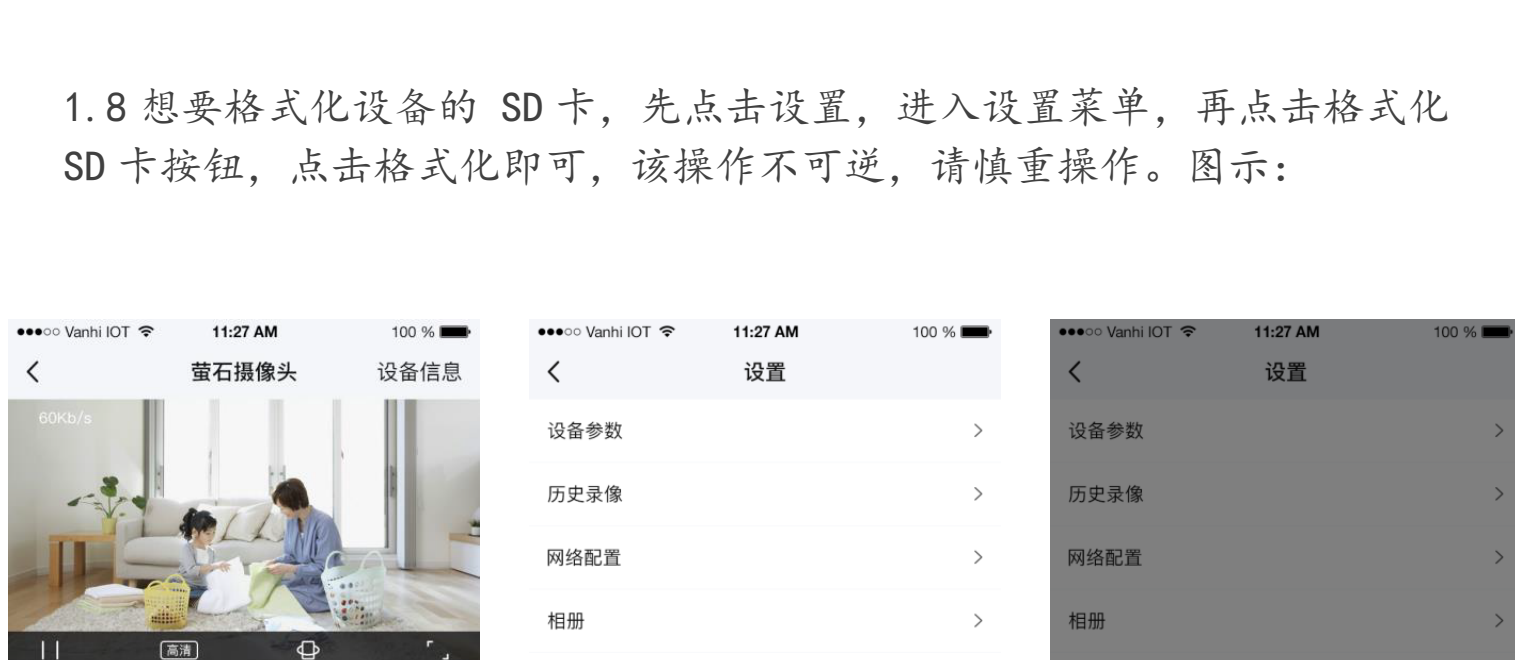 1.8 想要格式化设备的 SD 卡，先点击设置，进入设置菜单，再点击格式化
SD 卡按钮，点击格式化即可，该操作不可逆，请慎重操作。图示：
Vanhi IOT 11:27 AM 100 %
萤石摄像头 设备信息
60Kb/s
高清
Vanhi IOT 11:27 AM 100 %
设置
设备参数
历史录像
网络配置
相册
Vanhi IOT 11:27 AM 100 %
设置
设备参数
历史录像
网络配置
相册